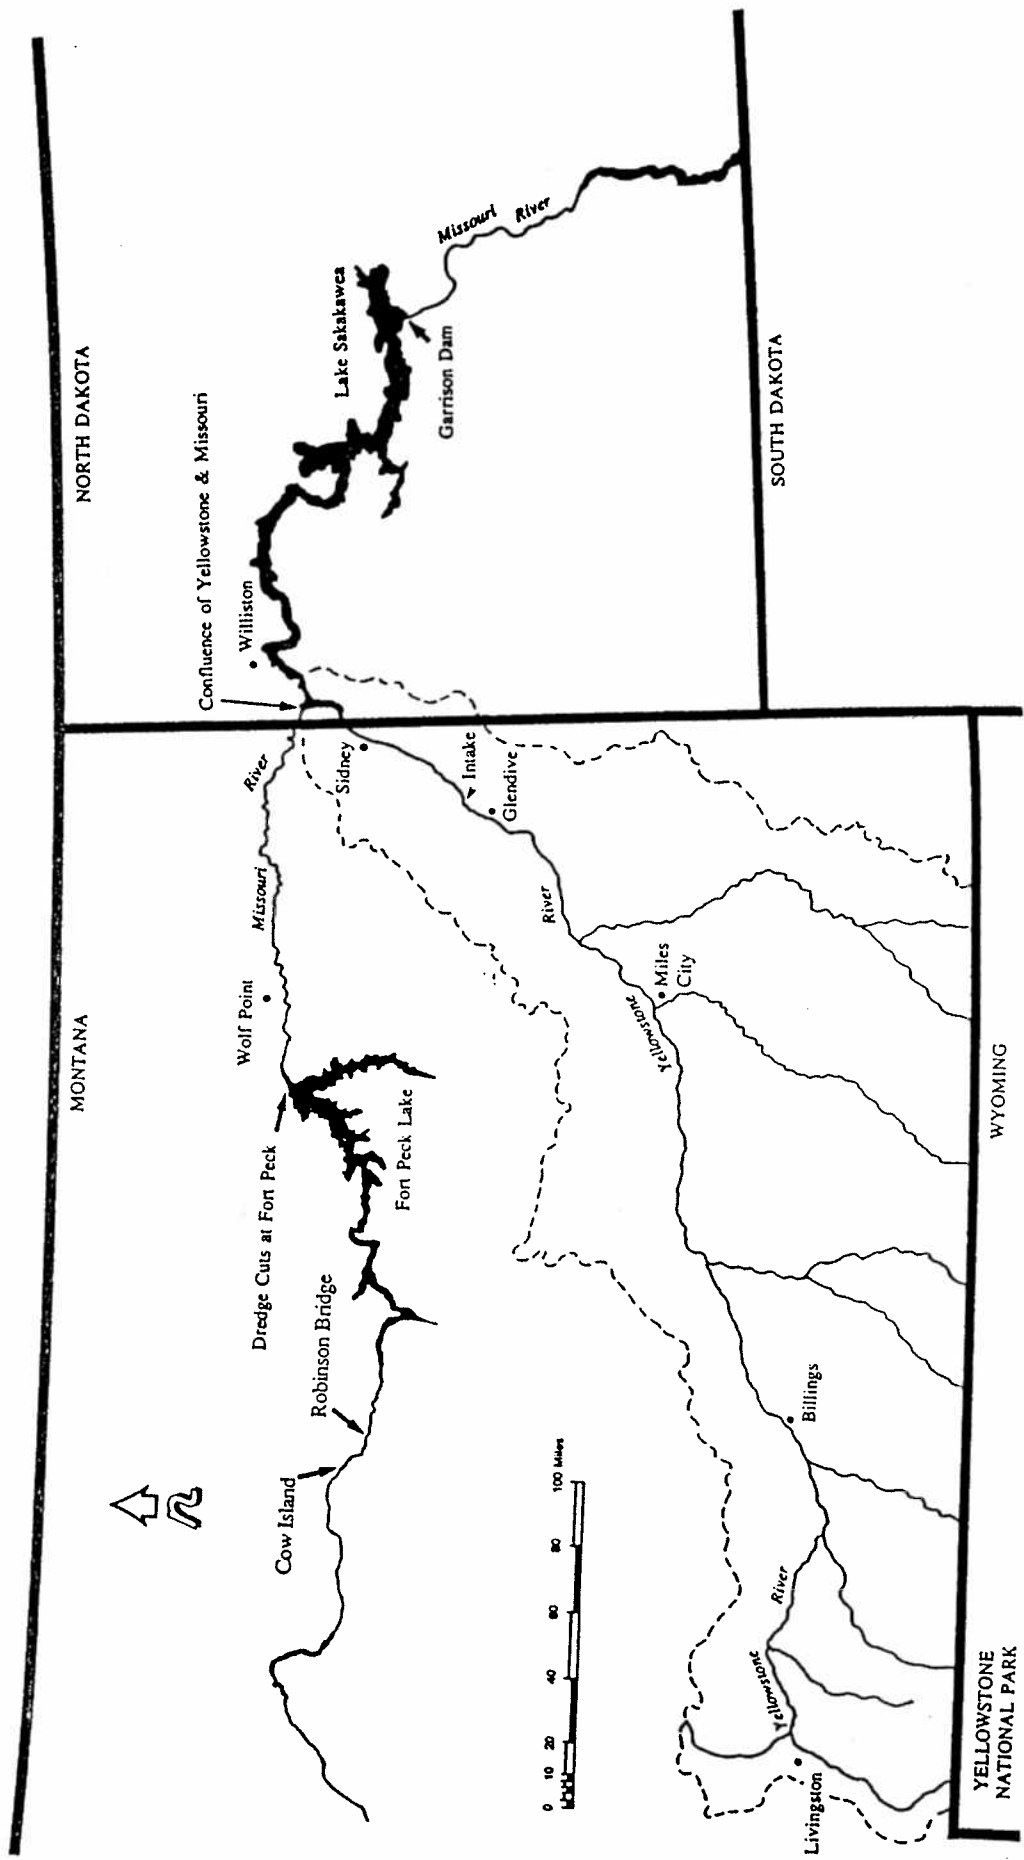 MONTANA
NORTH DAKOTA
Confluence of Yellowstone & Missouri
Williston
Lake Sakakawea
Garrison Dam
Missouri River
SOUTH DAKOTA
Cow Island
Robinson Bridge
Dredge Cuts at Fort Peck
Fort Peck Lake
Wolf Point
Missouri River
Sidney
Intake
Glendive
River
Yellowstone
Miles
City
Billings
River
Yellowstone
Livingston
0 10 20 40 60 80 100 Miles
YELLOWSTONE
NATIONAL PARK
WYOMING